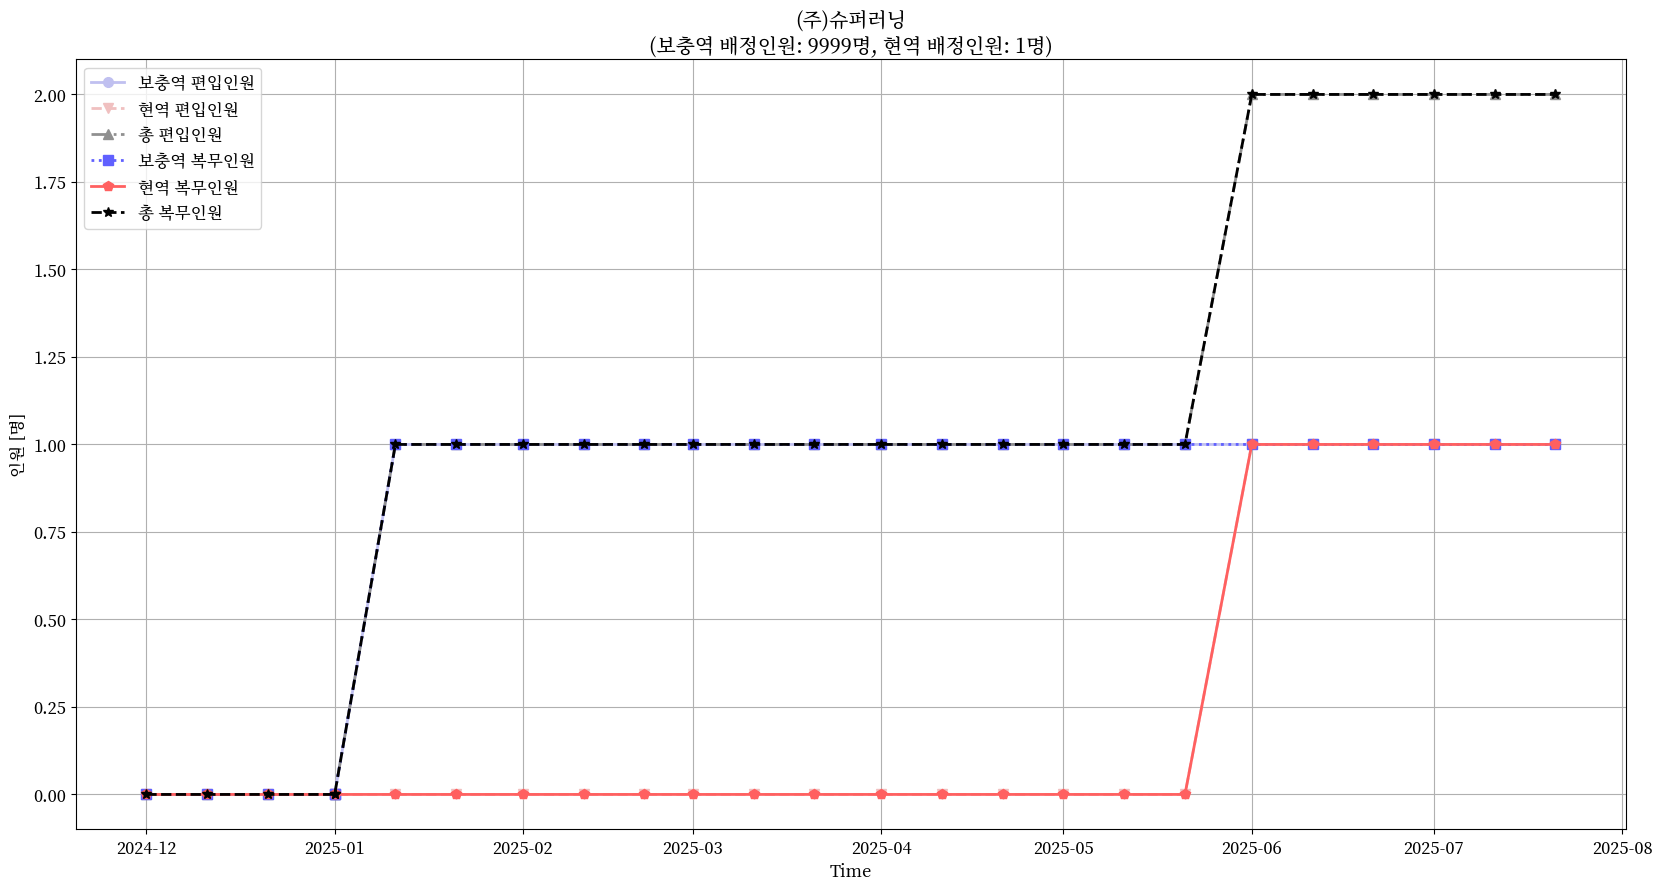 (주)슈퍼러닝
(보충역 배정인원: 9999명, 현역 배정인원: 1명)
보충역 편입인원
현역 편입인원
총 편입인원
보충역 복무인원
현역 복무인원
총 복무인원
2.00
1.75
1.50
1.25
1.00
0.75
0.50
0.25
0.00
인원 [명]
2024-12 2025-01 2025-02 2025-03 2025-04 2025-05 2025-06 2025-07 2025-08
Time